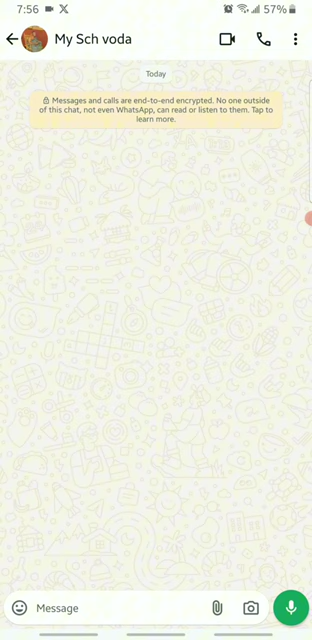 7:56
57%
My Sch voda
Today
Messages and calls are end-to-end encrypted. No one outside
of this chat, not even WhatsApp, can read or listen to them. Tap to
learn more.
Message